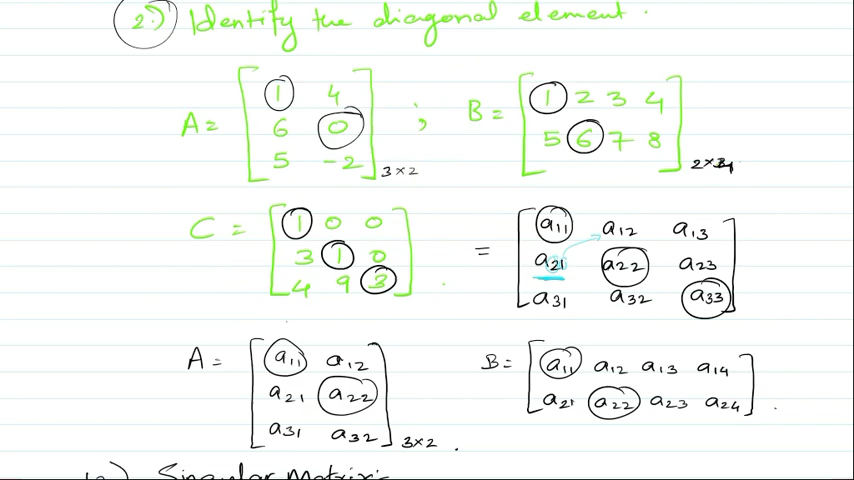 2.) Identify the diagonal element.
A = [1 4
6 0
5 -2] 3×2 ;
B = [1 2 3 4
5 6 7 8]
C = [1 0 0
3 1 0
4 9 3] .
= [a11 a12 a13
a21 a22 a23
a31 a32 a33]
A = [a11 a12
a21 a22
a31 a32] 3×2 .
B = [a11 a12 a13 a14
a21 a22 a23 a24] .
Singular Matrix: